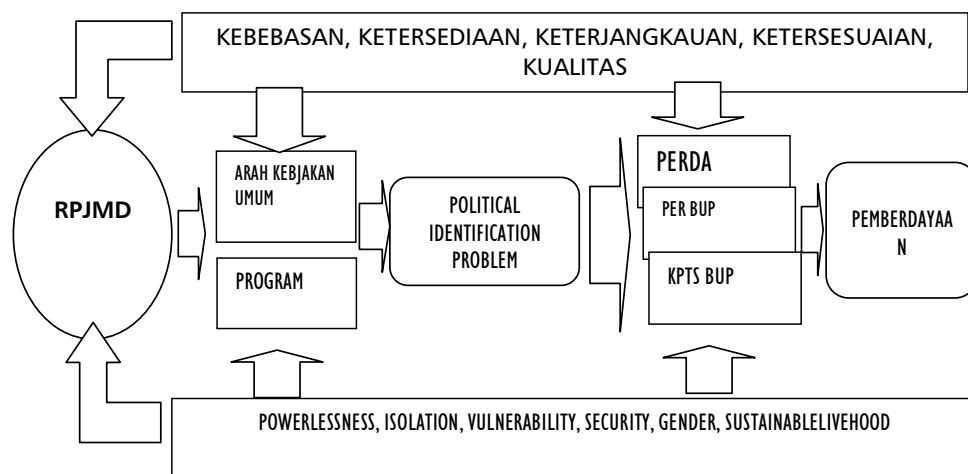 KEBEBASAN, KETERSEDIAAN, KETERJANGKAUAN, KETERSESUAIAN,
KUALITAS
RPJMD
ARAH KEBJAKAN
UMUM
PROGRAM
POLITICAL
IDENTIFICATION
PROBLEM
PERDA
PER BUP
KPTS BUP
PEMBERDAYAA
N
POWERLESSNESS, ISOLATION, VULNERABILITY, SECURITY, GENDER, SUSTAINABLELIVEHOOD